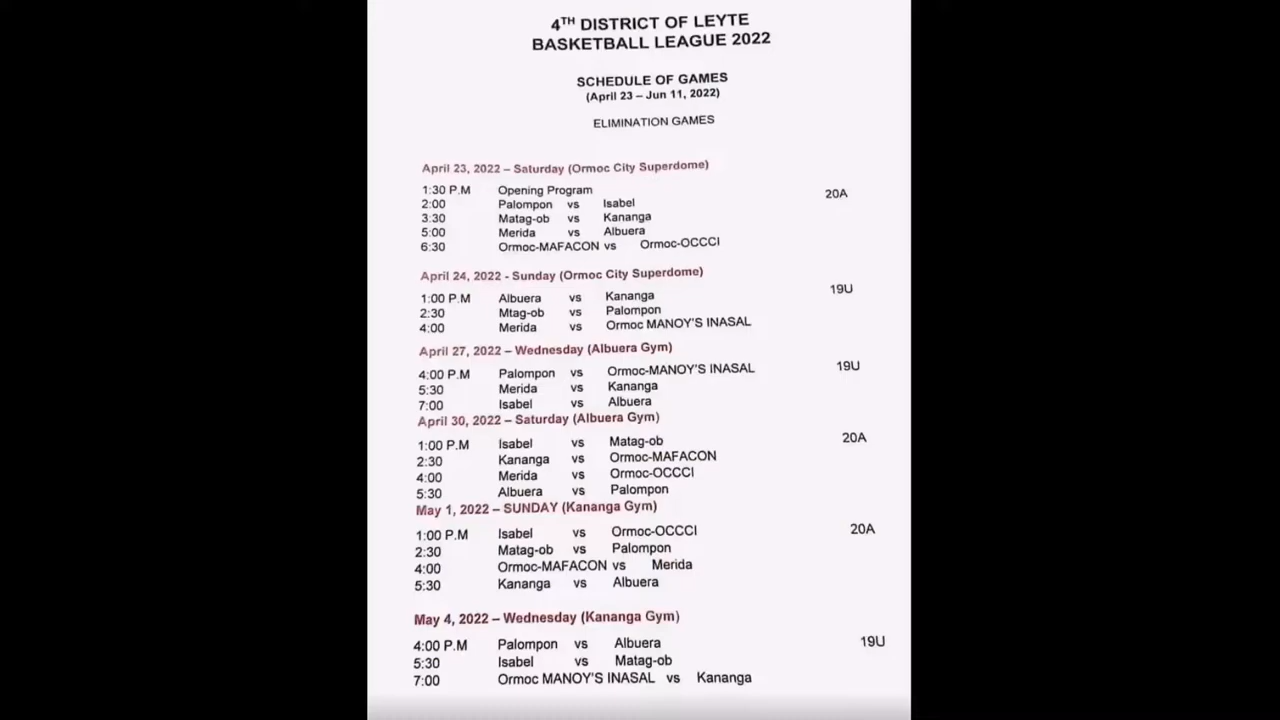 4TH DISTRICT OF LEYTE
BASKETBALL LEAGUE 2022
SCHEDULE OF GAMES
(April 23 – Jun 11, 2022)
ELIMINATION GAMES
April 23, 2022 – Saturday (Ormoc City Superdome)
1:30 P.M Opening Program 20A
2:00 Palompon vs Isabel
3:30 Matag-ob vs Kananga
5:00 Merida vs Albuera
6:30 Ormoc-MAFACON vs Ormoc-OCCCI
April 24, 2022 - Sunday (Ormoc City Superdome)
1:00 P.M Albuera vs Kananga 19U
2:30 Mtag-ob vs Palompon
4:00 Merida vs Ormoc MANOY'S INASAL
April 27, 2022 – Wednesday (Albuera Gym)
4:00 P.M Palompon vs Ormoc-MANOY'S INASAL 19U
5:30 Merida vs Kananga
7:00 Isabel vs Albuera
April 30, 2022 – Saturday (Albuera Gym)
1:00 P.M Isabel vs Matag-ob 20A
2:30 Kananga vs Ormoc-MAFACON
4:00 Merida vs Ormoc-OCCCI
5:30 Albuera vs Palompon
May 1, 2022 – SUNDAY (Kananga Gym)
1:00 P.M Isabel vs Ormoc-OCCCI 20A
2:30 Matag-ob vs Palompon
4:00 Ormoc-MAFACON vs Merida
5:30 Kananga vs Albuera
May 4, 2022 – Wednesday (Kananga Gym)
4:00 P.M Palompon vs Albuera 19U
5:30 Isabel vs Matag-ob
7:00 Ormoc MANOY'S INASAL vs Kananga